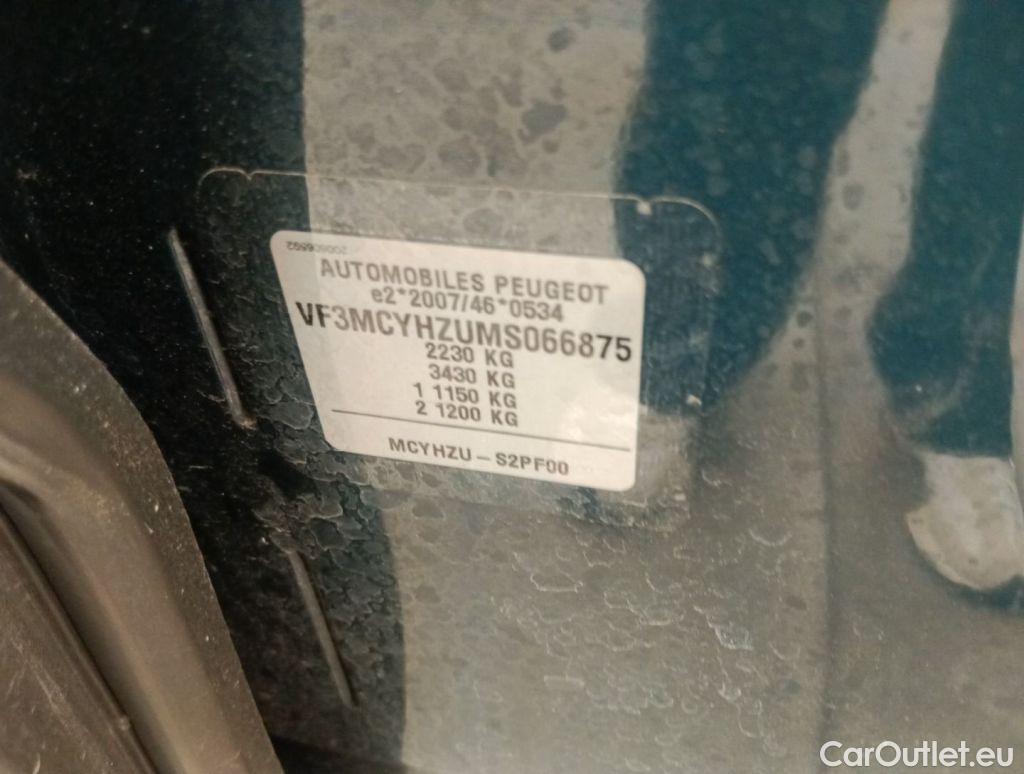 AUTOMOBILES PEUGEOT
e2*2007/46*0534
VF3MCYHZUMS066875
2230 KG
3430 KG
1 1150 KG
2 1200 KG
MCYHZU – S2PF00
CarOutlet.eu